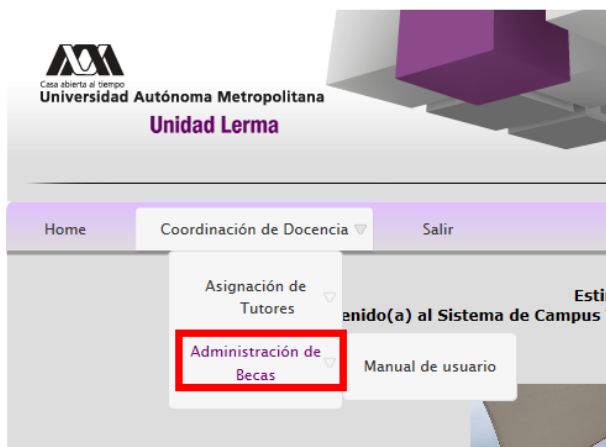 Casa abierta al tiempo
Universidad Autónoma Metropolitana
Unidad Lerma
Home
Coordinación de Docencia
Salir
Asignación de
Tutores
Esti
enido(a) al Sistema de Campus
Administración de
Becas
Manual de usuario